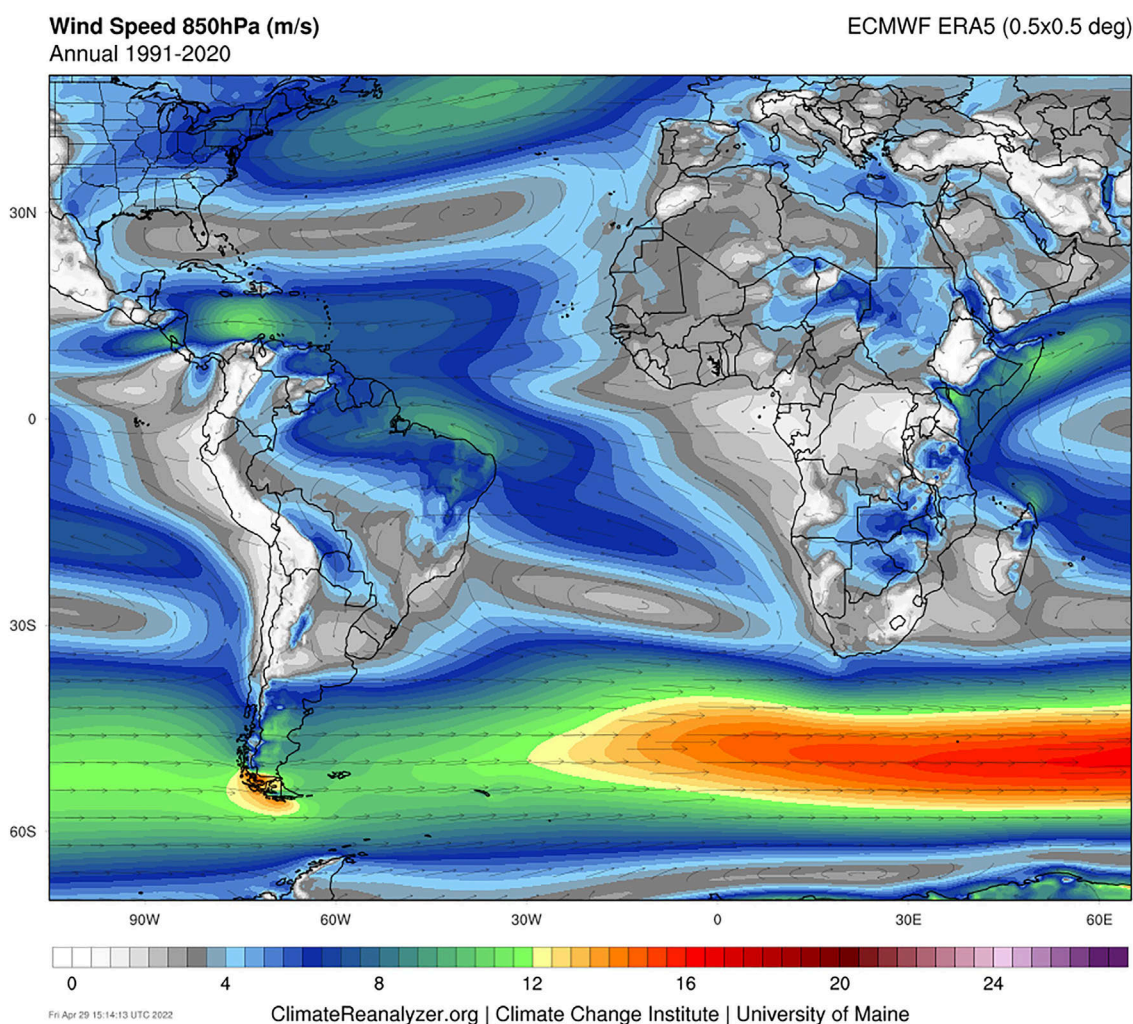 Wind Speed 850hPa (m/s)
ECMWF ERA5 (0.5x0.5 deg)
Annual 1991-2020
30N
0
30S
60S
90W 60W 30W 0 30E 60E
0 4 8 12 16 20 24
Fri Apr 29 15:14:13 UTC 2022
ClimateReanalyzer.org | Climate Change Institute | University of Maine